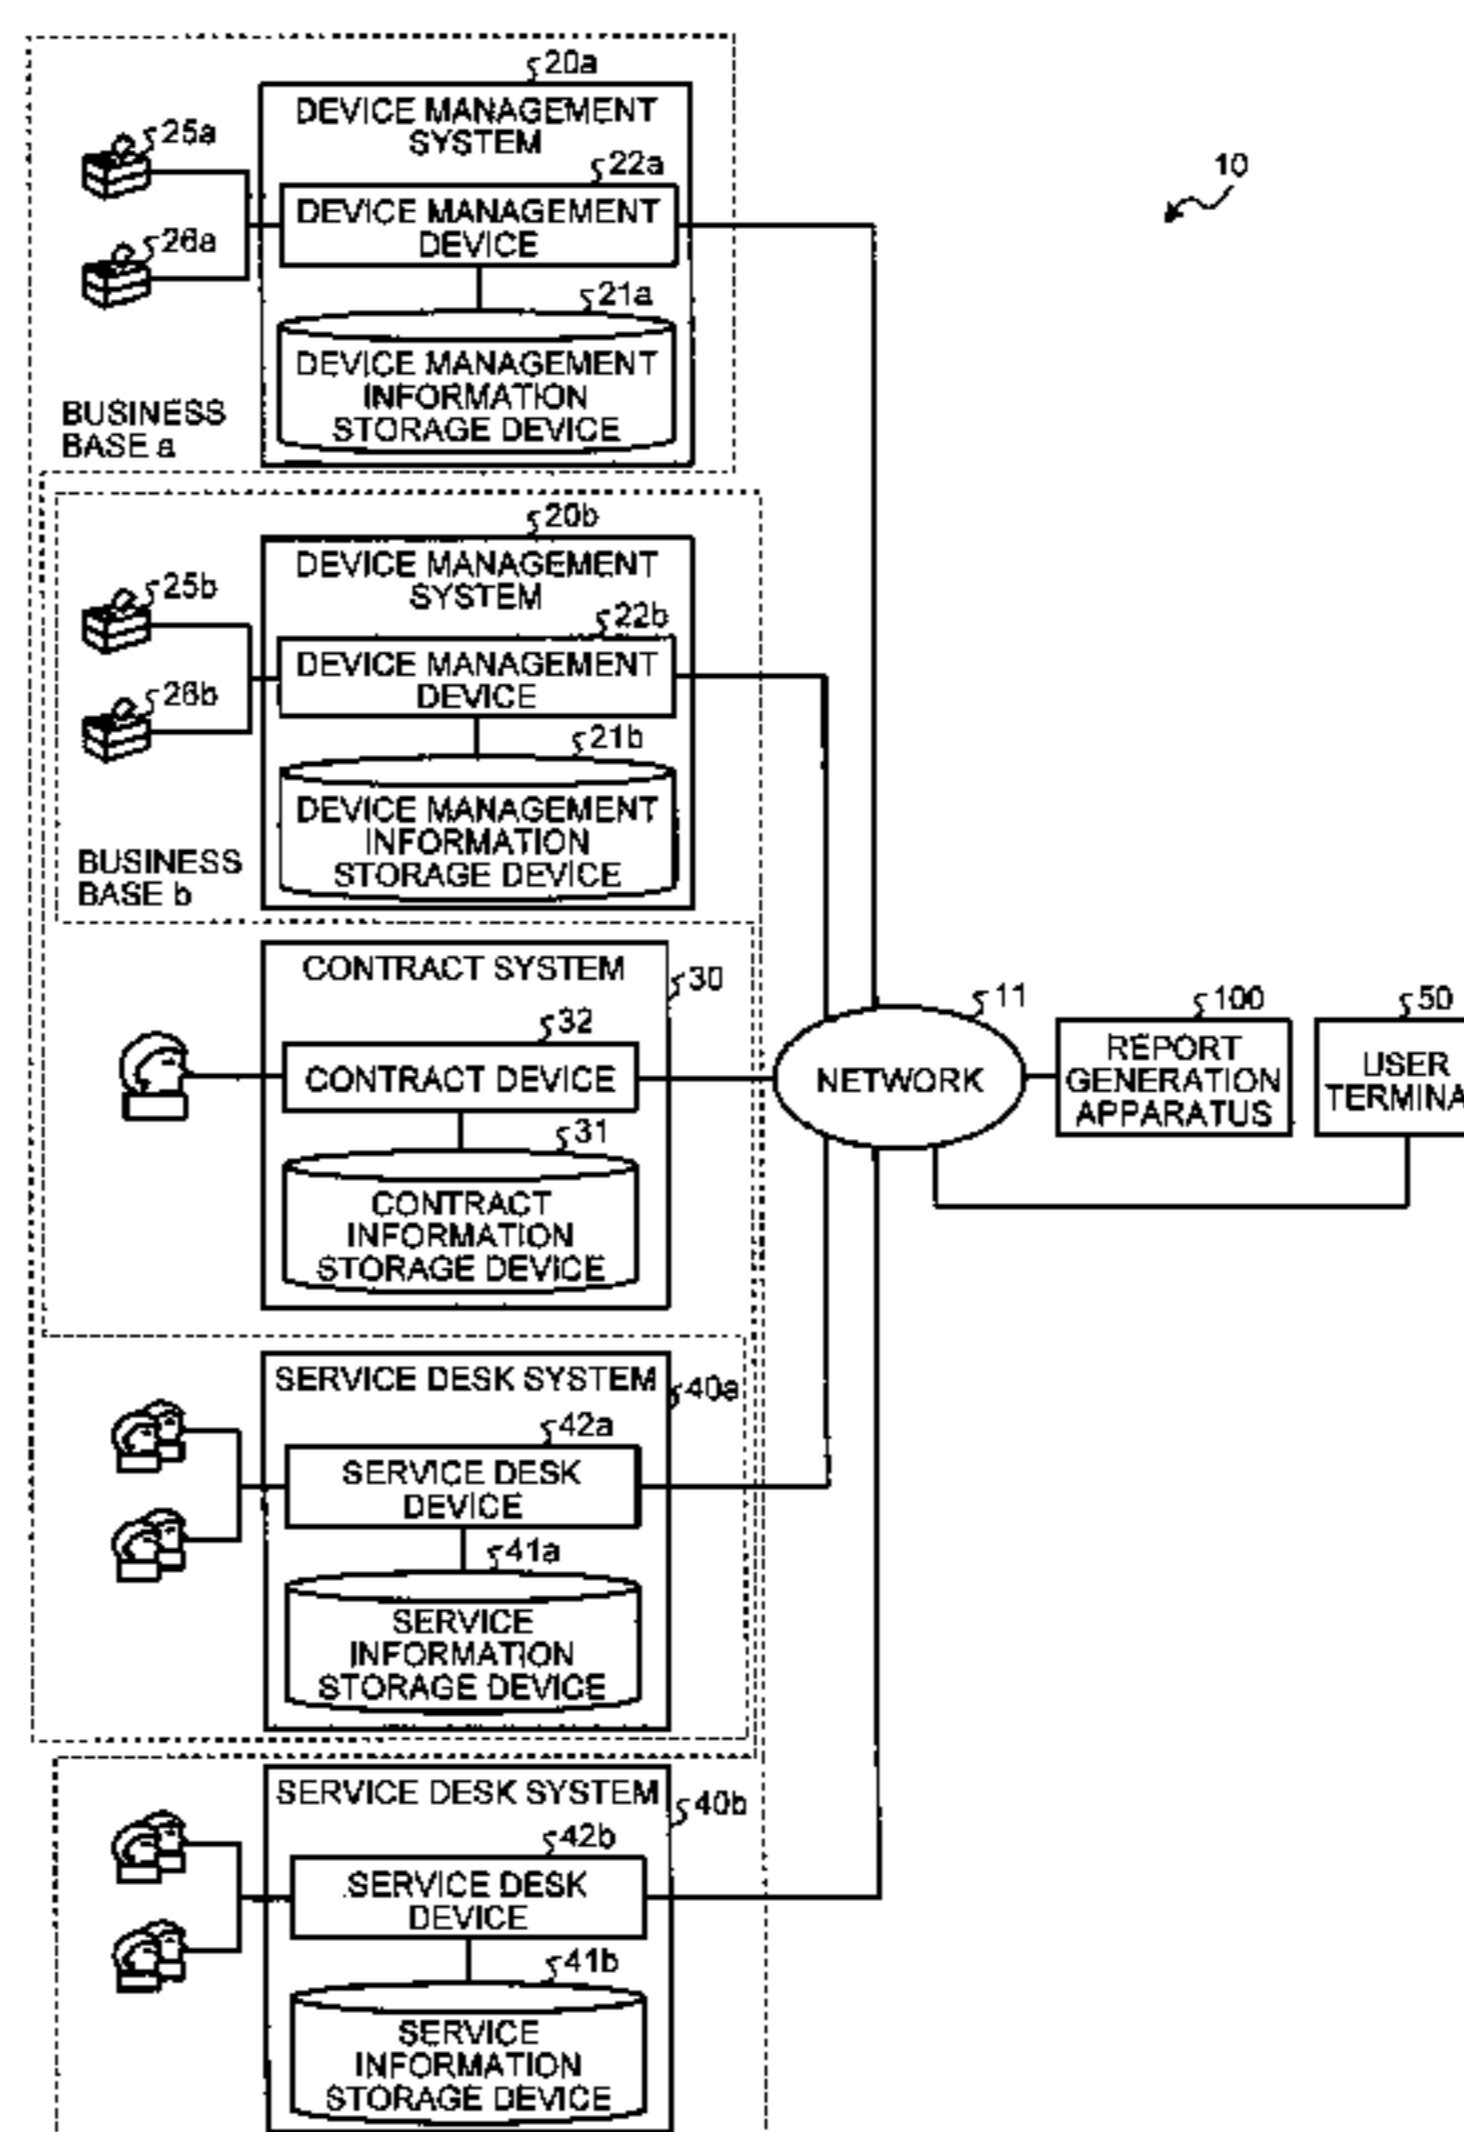 20a
DEVICE MANAGEMENT
SYSTEM
25a
22a
10
DEVICE MANAGEMENT
DEVICE
26a
21a
DEVICE MANAGEMENT
INFORMATION
STORAGE DEVICE
BUSINESS
BASE a
20b
DEVICE MANAGEMENT
SYSTEM
25b
22b
DEVICE MANAGEMENT
DEVICE
26b
21b
DEVICE MANAGEMENT
INFORMATION
STORAGE DEVICE
BUSINESS
BASE b
CONTRACT SYSTEM
30
32
CONTRACT DEVICE
31
CONTRACT
INFORMATION
STORAGE DEVICE
11
NETWORK
100
REPORT
GENERATION
APPARATUS
50
USER
TERMINA
SERVICE DESK SYSTEM
40a
42a
SERVICE DESK
DEVICE
41a
SERVICE
INFORMATION
STORAGE DEVICE
SERVICE DESK SYSTEM
40b
42b
SERVICE DESK
DEVICE
41b
SERVICE
INFORMATION
STORAGE DEVICE